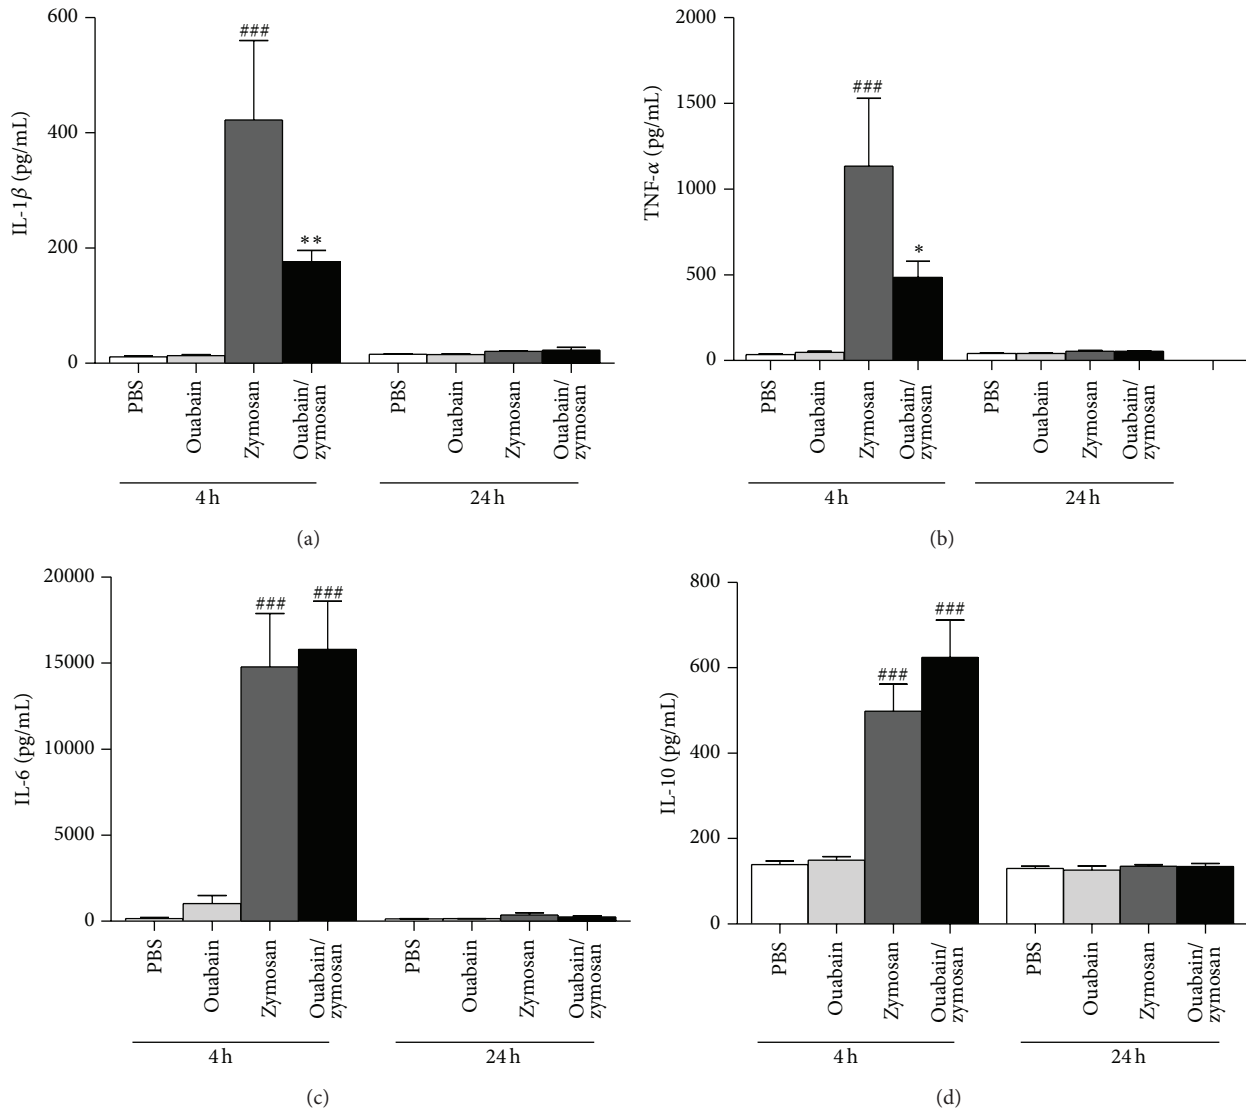 600
400
200
0
IL-1β (pg/mL)
###
**
PBS
Ouabain
Zymosan
Ouabain/
zymosan
PBS
Ouabain
Zymosan
Ouabain/
zymosan
4 h
24 h
(a)
2000
1500
1000
500
0
TNF-α (pg/mL)
###
*
PBS
Ouabain
Zymosan
Ouabain/
zymosan
PBS
Ouabain
Zymosan
Ouabain/
zymosan
4 h
24 h
(b)
20000
15000
10000
5000
0
IL-6 (pg/mL)
###
###
PBS
Ouabain
Zymosan
Ouabain/
zymosan
PBS
Ouabain
Zymosan
Ouabain/
zymosan
4 h
24 h
(c)
800
600
400
200
0
IL-10 (pg/mL)
###
###
PBS
Ouabain
Zymosan
Ouabain/
zymosan
PBS
Ouabain
Zymosan
Ouabain/
zymosan
4 h
24 h
(d)